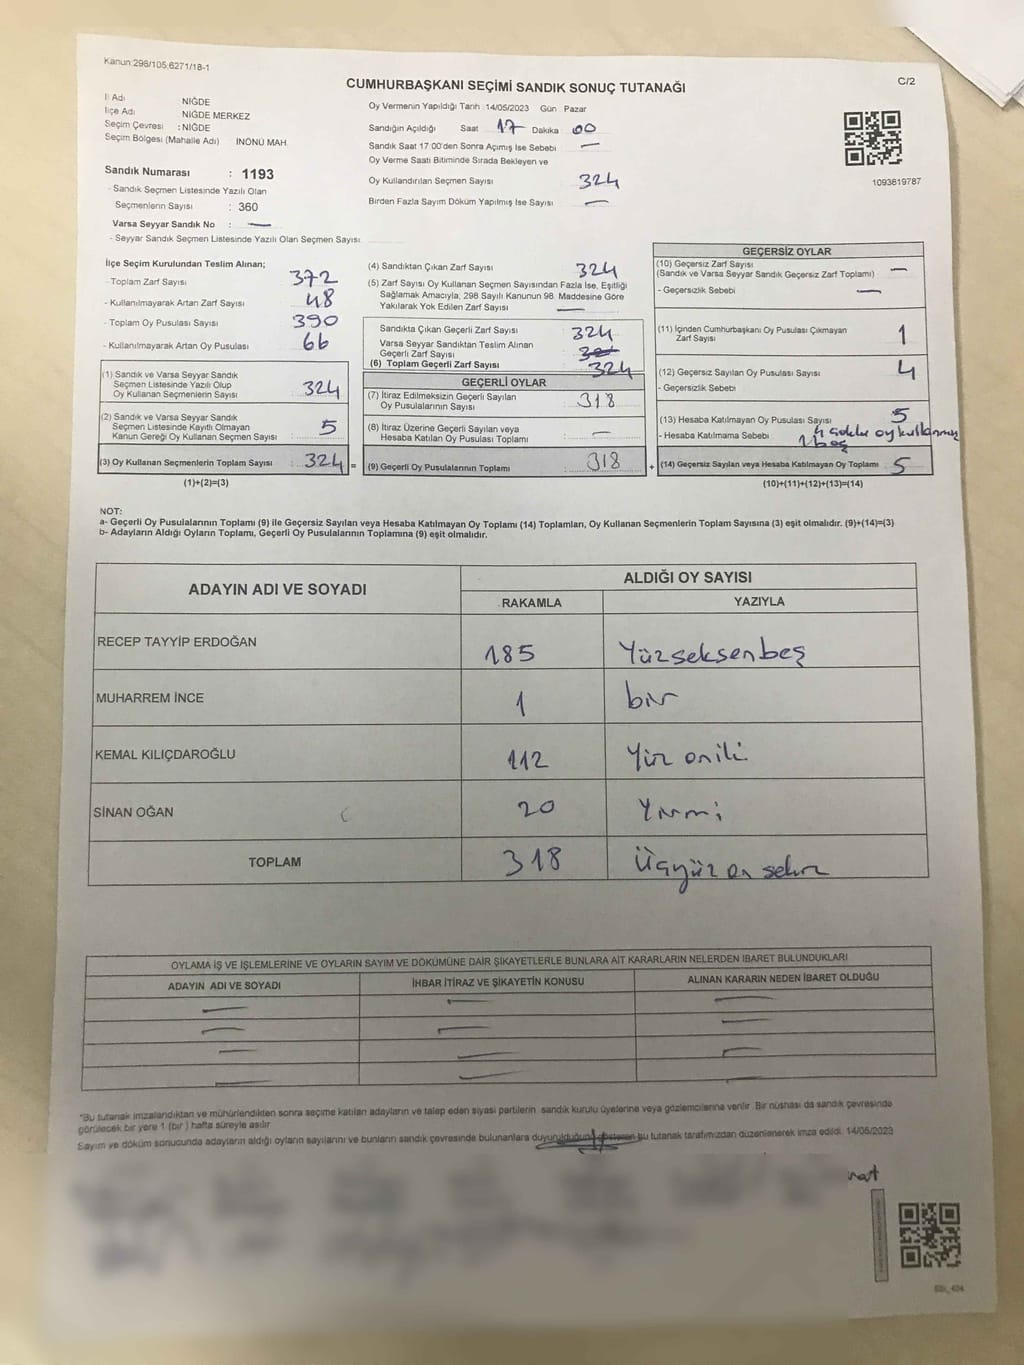 Kanun:298/105;6271/18-1
CUMHURBAŞKANI SEÇİMİ SANDIK SONUÇ TUTANAĞI
C/2
İl Adı NİĞDE
İlçe Adı NİĞDE MERKEZ
Seçim Çevresi : NİĞDE
Seçim Bölgesi (Mahalle Adı) İNÖNÜ MAH.
Sandık Numarası : 1193
- Sandık Seçmen Listesinde Yazılı Olan
Seçmenlerin Sayısı : 360
Varsa Seyyar Sandık No : —
- Seyyar Sandık Seçmen Listesinde Yazılı Olan Seçmen Sayısı
Oy Vermenin Yapıldığı Tarih :14/05/2023 Gün Pazar
Sandığın Açıldığı Saat 17 Dakika 00
Sandık Saat 17:00'den Sonra Açımış İse Sebebi —
Oy Verme Saati Bitiminde Sırada Bekleyen ve
Oy Kullandırılan Seçmen Sayısı 324
Birden Fazla Sayım Döküm Yapılmış İse Sayısı —
1093619787
İlçe Seçim Kurulundan Teslim Alınan;
- Toplam Zarf Sayısı 372
- Kullanılmayarak Artan Zarf Sayısı 48
- Toplam Oy Pusulası Sayısı 390
- Kullanılmayarak Artan Oy Pusulası 66
(1) Sandık ve Varsa Seyyar Sandık
Seçmen Listesinde Yazılı Olup
Oy Kullanan Seçmenlerin Sayısı : 324
(2) Sandık ve Varsa Seyyar Sandık
Seçmen Listesinde Kayıtlı Olmayan
Kanun Gereği Oy Kullanan Seçmen Sayısı : 5
(3) Oy Kullanan Seçmenlerin Toplam Sayısı : 324 =
(1)+(2)=(3)
(4) Sandıktan Çıkan Zarf Sayısı 324
(5) Zarf Sayısı Oy Kullanan Seçmen Sayısından Fazla İse, Eşitliği
Sağlamak Amacıyla; 298 Sayılı Kanunun 98. Maddesine Göre
Yakılarak Yok Edilen Zarf Sayısı —
Sandıkta Çıkan Geçerli Zarf Sayısı : 324
Varsa Seyyar Sandıktan Teslim Alınan
Geçerli Zarf Sayısı
(6) Toplam Geçerli Zarf Sayısı : 324
GEÇERLİ OYLAR
(7) İtiraz Edilmeksizin Geçerli Sayılan
Oy Pusulalarının Sayısı : 318
(8) İtiraz Üzerine Geçerli Sayılan veya
Hesaba Katılan Oy Pusulası Toplamı : —
(9) Geçerli Oy Pusulalarının Toplamı : 318 +
GEÇERSİZ OYLAR
(10) Geçersiz Zarf Sayısı
(Sandık ve Varsa Seyyar Sandık Geçersiz Zarf Toplamı) —
- Geçersizlik Sebebi —
(11) İçinden Cumhurbaşkanı Oy Pusulası Çıkmayan
Zarf Sayısı 1
(12) Geçersiz Sayılan Oy Pusulası Sayısı 4
- Geçersizlik Sebebi
(13) Hesaba Katılmayan Oy Pusulası Sayısı 5
- Hesaba Katılmama Sebebi 4 oy
1 boş
(14) Geçersiz Sayılan veya Hesaba Katılmayan Oy Toplamı 5
(10)+(11)+(12)+(13)=(14)
NOT:
a- Geçerli Oy Pusulalarının Toplamı (9) ile Geçersiz Sayılan veya Hesaba Katılmayan Oy Toplamı (14) Toplamları, Oy Kullanan Seçmenlerin Toplam Sayısına (3) eşit olmalıdır. (9)+(14)=(3)
b- Adayların Aldığı Oyların Toplamı, Geçerli Oy Pusulalarının Toplamına (9) eşit olmalıdır.
ADAYIN ADI VE SOYADI
ALDIĞI OY SAYISI
RAKAMLA YAZIYLA
RECEP TAYYİP ERDOĞAN 185 Yüzseksenbeş
MUHARREM İNCE 1 bir
KEMAL KILIÇDAROĞLU 112 Yüz oniki
SİNAN OĞAN 20 Yirmi
TOPLAM 318 Üçyüz on sekiz
OYLAMA İŞ VE İŞLEMLERİNE VE OYLARIN SAYIM VE DÖKÜMÜNE DAİR ŞİKAYETLERLE BUNLARA AİT KARARLARIN NELERDEN İBARET BULUNDUKLARI
ADAYIN ADI VE SOYADI İHBAR İTİRAZ VE ŞİKAYETİN KONUSU ALINAN KARARIN NEDEN İBARET OLDUĞU
— — —
— — —
— — —
— — —
*Bu tutanak imzalandıktan ve mühürlendikten sonra seçime katılan adayların ve talep eden siyasi partilerin sandık kurulu üyelerine veya gözlemcilerine verilir. Bir nüshası da sandık çevresinde
görülecek bir yere 1 (bir) hafta süreyle asılır
Sayım ve döküm sonucunda adayların aldığı oyların sayılarını ve bunların sandık çevresinde bulunanlara duyurulduğunu gösteren bu tutanak tarafımızdan düzenlenerek imza edildi. 14/05/2023